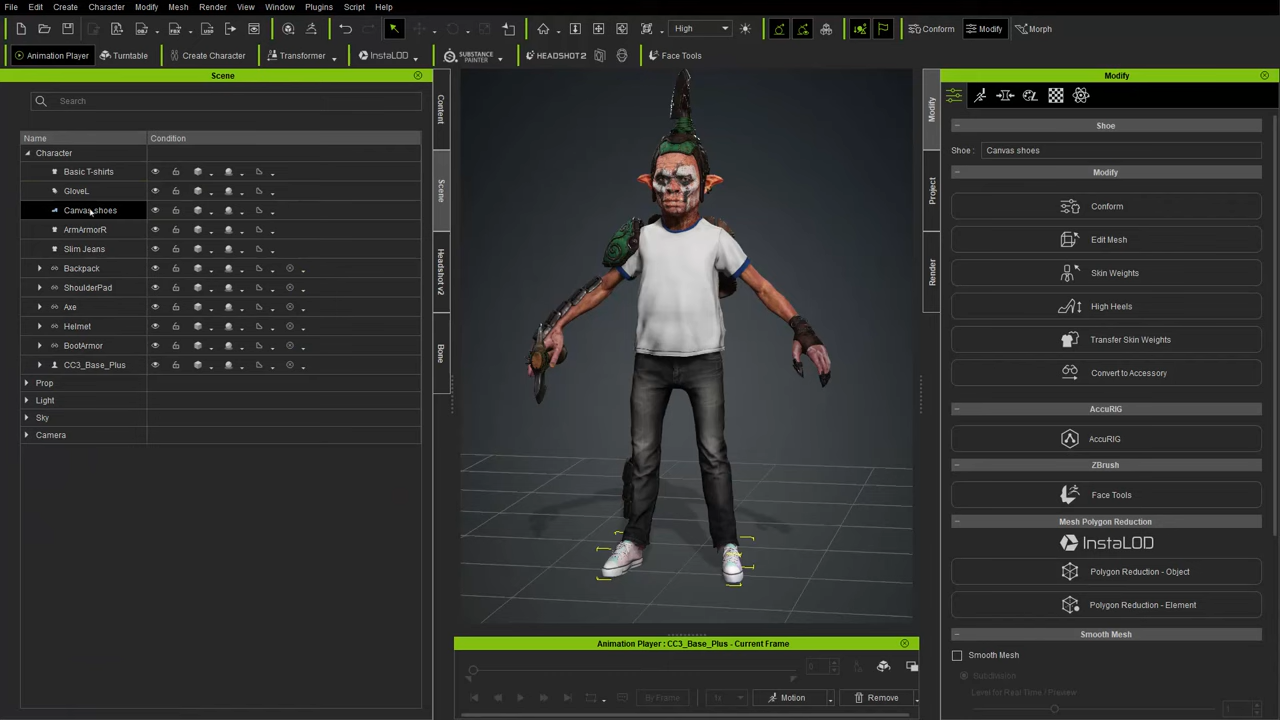 File Edit Create Character Modify Mesh Render View Window Plugins Script Help
High Conform Modify Morph
Animation Player Turntable Create Character Transformer InstaLOD SUBSTANCE PAINTER HEADSHOT2 Face Tools
Scene
Search
Name Condition
Character
Basic T-shirts
GloveL
Canvas shoes
ArmArmorR
Slim Jeans
Backpack
ShoulderPad
Axe
Helmet
BootArmor
CC3_Base_Plus
Prop
Light
Sky
Camera
Content
Scene
Headshot v2
Bone
Animation Player : CC3_Base_Plus - Current Frame
0
By Frame 1x Motion Remove
Modify
Project
Render
Modify
Shoe
Shoe : Canvas shoes
Modify
Conform
Edit Mesh
Skin Weights
High Heels
Transfer Skin Weights
Convert to Accessory
AccuRIG
AccuRIG
ZBrush
Face Tools
Mesh Polygon Reduction
InstaLOD
Polygon Reduction - Object
Polygon Reduction - Element
Smooth Mesh
Smooth Mesh
Subdivision
Level for Real Time / Preview
1